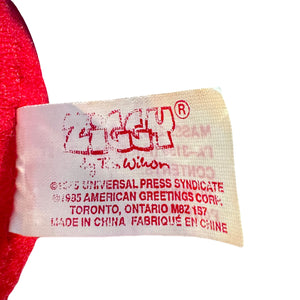 ZIGGY®
by Tom Wilson
© UNIVERSAL PRESS SYNDICATE
©1985 AMERICAN GREETINGS CORP.
TORONTO, ONTARIO M8Z 1S7
MADE IN CHINA FABRIQUÉ EN CHINE